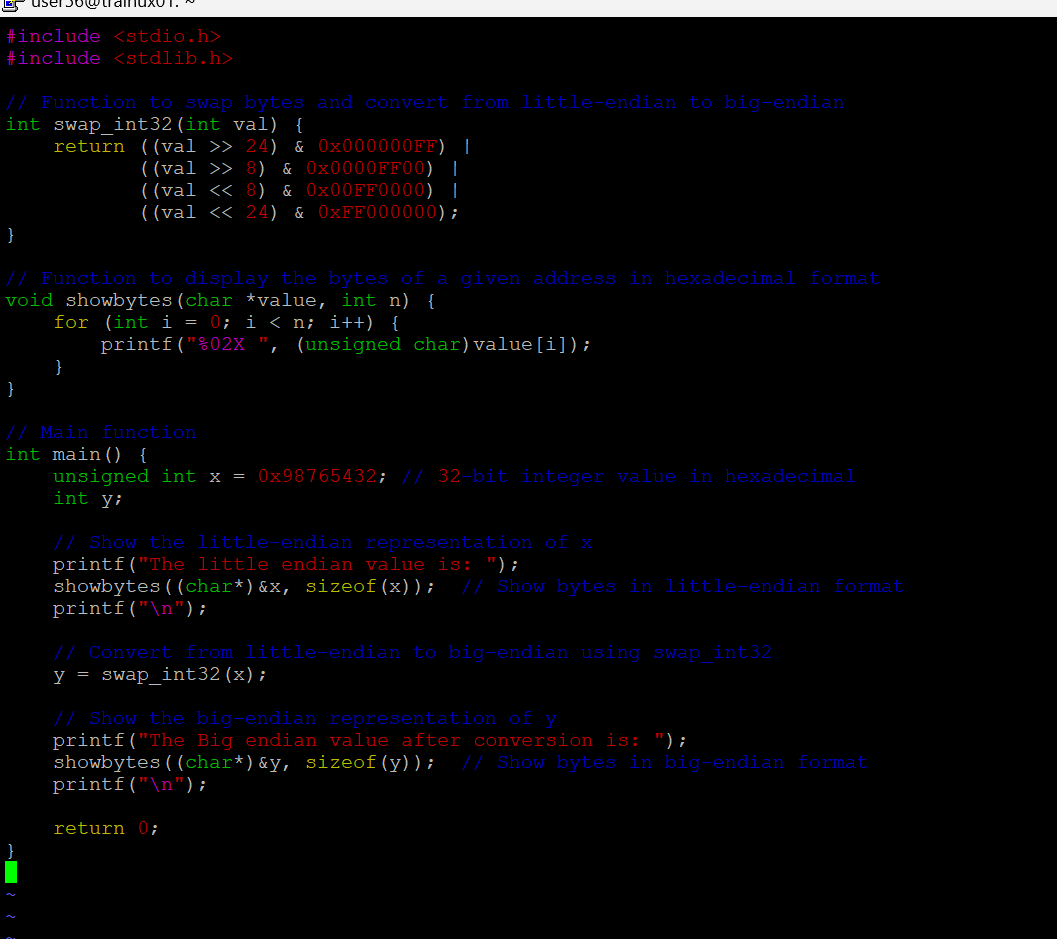 user56@trainux01: ~
#include <stdio.h>
#include <stdlib.h>

// Function to swap bytes and convert from little-endian to big-endian
int swap_int32(int val) {
    return ((val >> 24) & 0x000000FF) |
           ((val >> 8) & 0x0000FF00) |
           ((val << 8) & 0x00FF0000) |
           ((val << 24) & 0xFF000000);
}

// Function to display the bytes of a given address in hexadecimal format
void showbytes(char *value, int n) {
    for (int i = 0; i < n; i++) {
        printf("%02X ", (unsigned char)value[i]);
    }
}

// Main function
int main() {
    unsigned int x = 0x98765432; // 32-bit integer value in hexadecimal
    int y;

    // Show the little-endian representation of x
    printf("The little endian value is: ");
    showbytes((char*)&x, sizeof(x));  // Show bytes in little-endian format
    printf("\n");

    // Convert from little-endian to big-endian using swap_int32
    y = swap_int32(x);

    // Show the big-endian representation of y
    printf("The Big endian value after conversion is: ");
    showbytes((char*)&y, sizeof(y));  // Show bytes in big-endian format
    printf("\n");

    return 0;
}

~
~
~